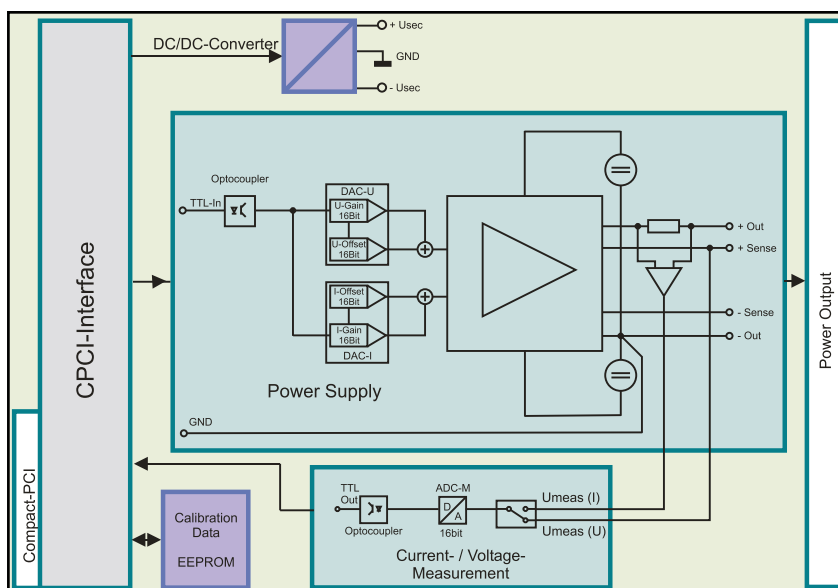 DC/DC-Converter
+ Usec
GND
- Usec
CPCI-Interface
Compact-PCI
Optocoupler
TTL-In
DAC-U
U-Gain
16Bit
U-Offset
16Bit
I-Offset
16Bit
I-Gain
16Bit
DAC-I
+ Out
+ Sense
- Sense
- Out
Power Supply
GND
Power Output
TTL
Out
Optocoupler
ADC-M
D
A
16bit
Umeas (I)
Umeas (U)
Current- / Voltage-
Measurement
Calibration
Data
EEPROM